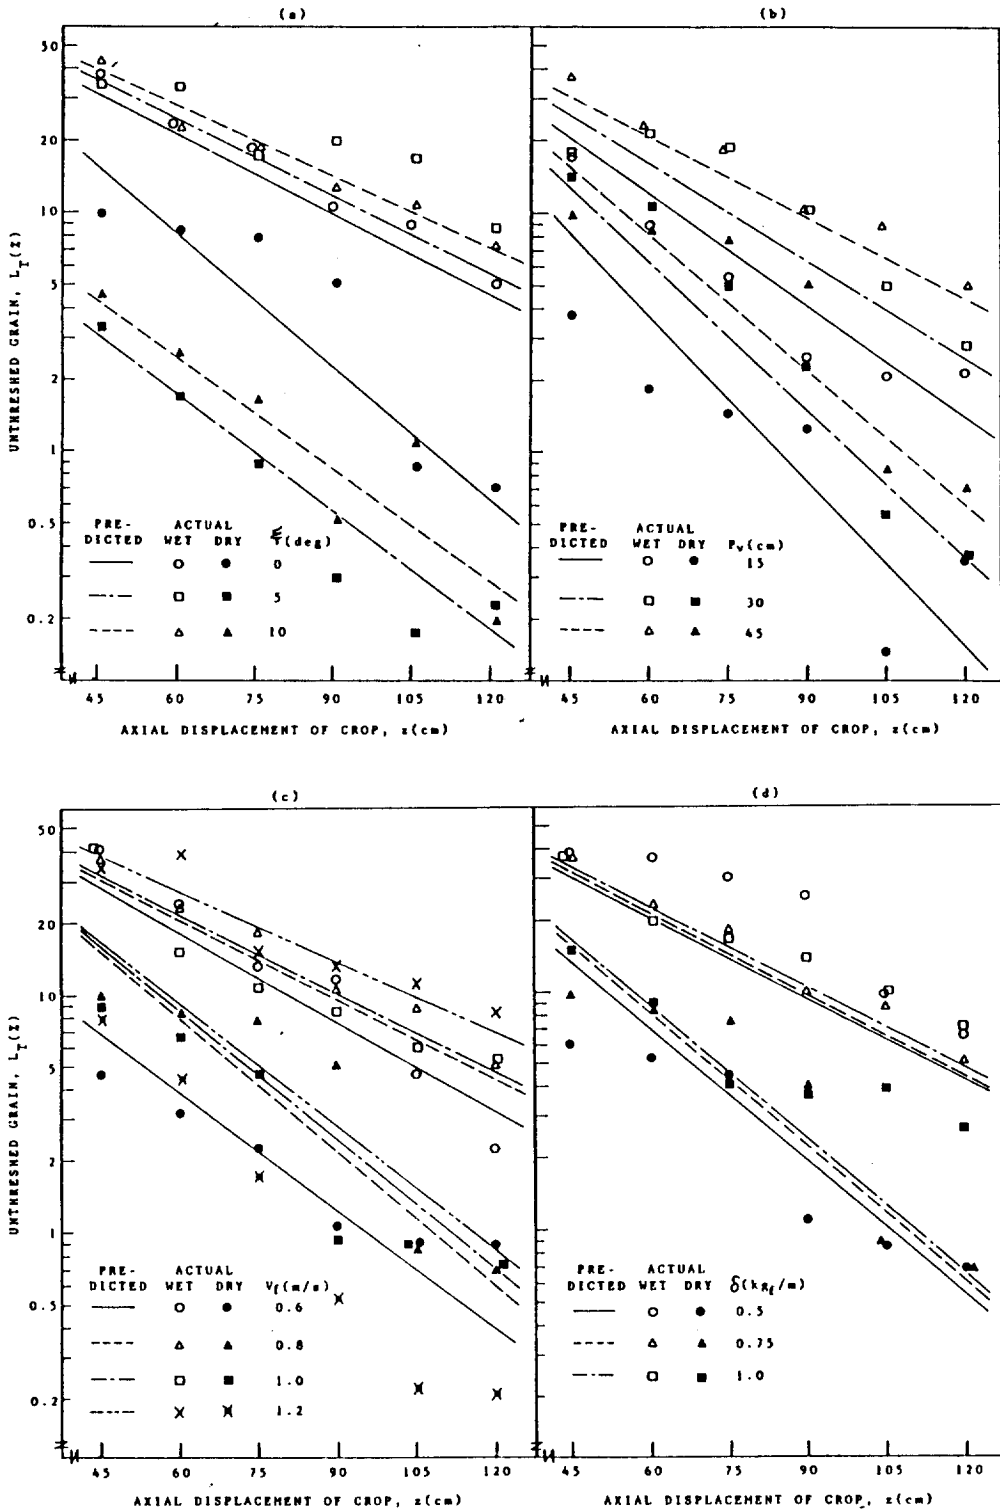 (a)
(b)
50
20
10
5
2
1
0.5
0.2
UNTHRESHED GRAIN, L_T(Z)
PRE-DICTED ACTUAL WET DRY (deg)
0
5
10
45 60 75 90 105 120
AXIAL DISPLACEMENT OF CROP, z(cm)
PRE-DICTED ACTUAL WET DRY P_v(cm)
15
30
45
45 60 75 90 105 120
AXIAL DISPLACEMENT OF CROP, z(cm)
(c)
(d)
50
20
10
5
2
1
0.5
0.2
UNTHRESHED GRAIN, L_T(Z)
PRE-DICTED ACTUAL WET DRY V_f(m/s)
0.6
0.8
1.0
1.2
45 60 75 90 105 120
AXIAL DISPLACEMENT OF CROP, z(cm)
PRE-DICTED ACTUAL WET DRY δ(kg_f/m)
0.5
0.75
1.0
45 60 75 90 105 120
AXIAL DISPLACEMENT OF CROP, z(cm)